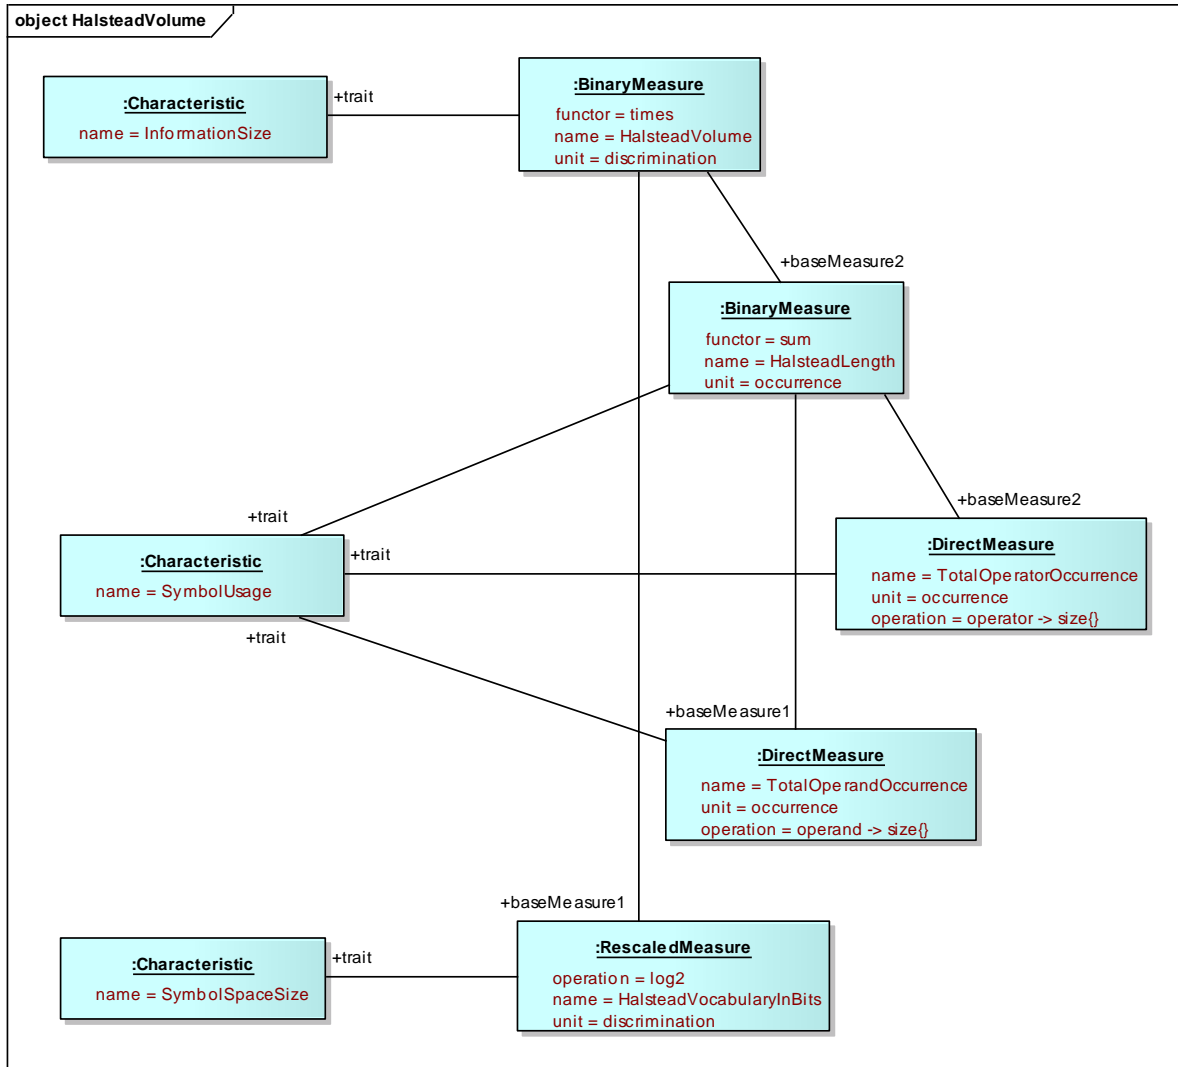 object HalsteadVolume
:Characteristic
name = InformationSize
+trait
:BinaryMeasure
functor = times
name = HalsteadVolume
unit = discrimination
+baseMeasure2
:BinaryMeasure
functor = sum
name = HalsteadLength
unit = occurrence
+baseMeasure2
+trait
:Characteristic
name = SymbolUsage
+trait
+trait
:DirectMeasure
name = TotalOperatorOccurrence
unit = occurrence
operation = operator -> size{}
+baseMeasure1
:DirectMeasure
name = TotalOperandOccurrence
unit = occurrence
operation = operand -> size{}
+baseMeasure1
:Characteristic
name = SymbolSpaceSize
+trait
:RescaledMeasure
operation = log2
name = HalsteadVocabularyInBits
unit = discrimination